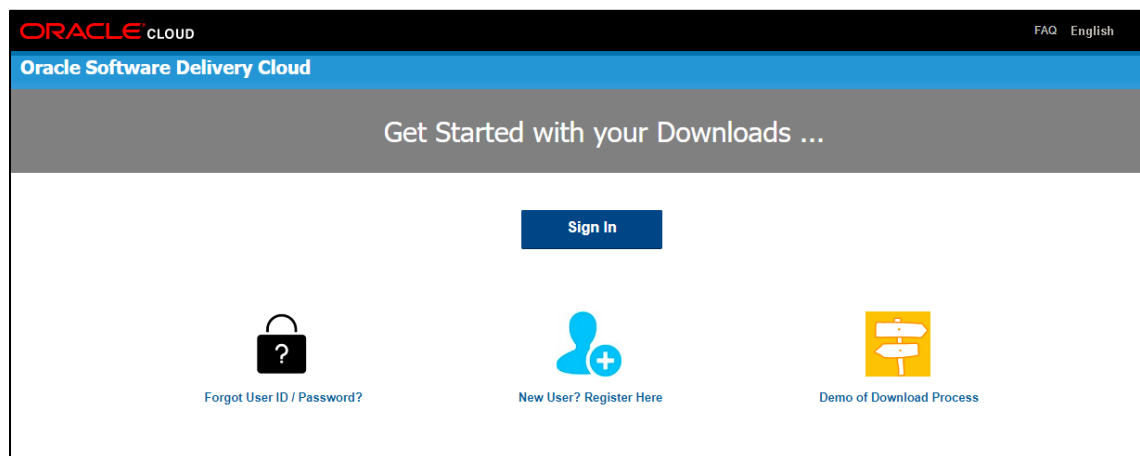 ORACLE CLOUD
FAQ English
Oracle Software Delivery Cloud
Get Started with your Downloads ...
Sign In
?
Forgot User ID / Password?
New User? Register Here
Demo of Download Process